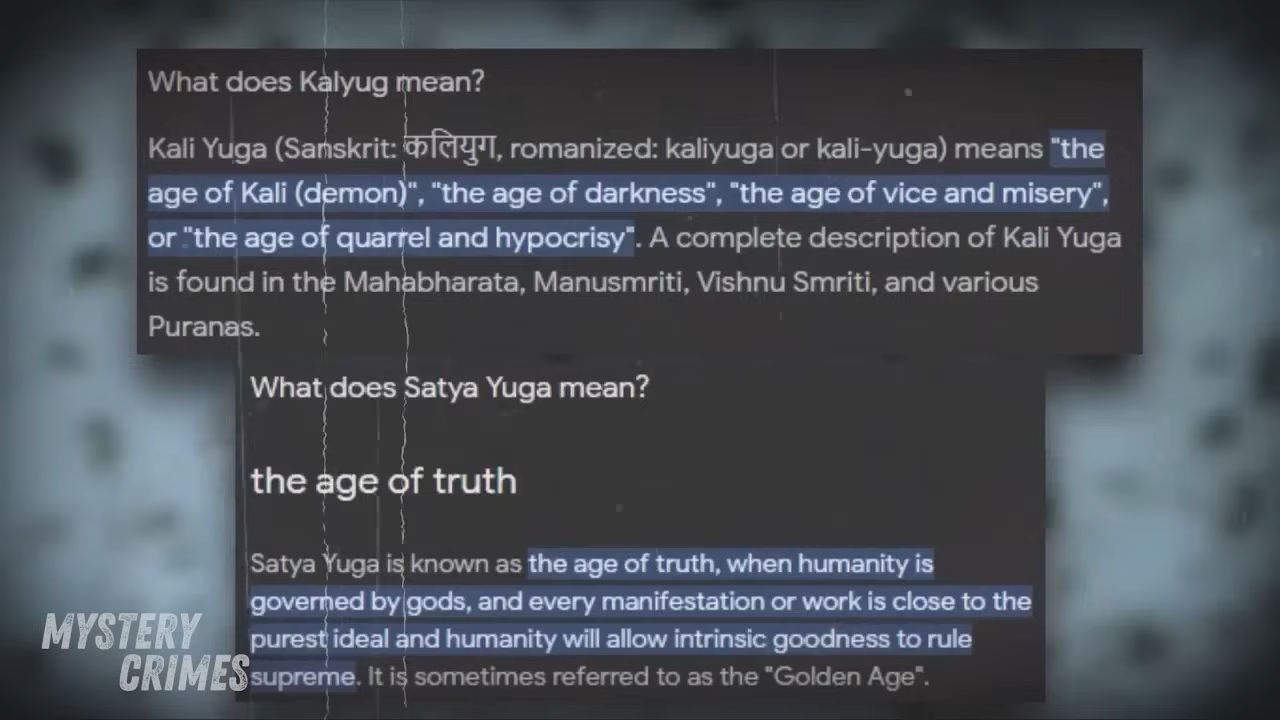 What does Kalyug mean?
Kali Yuga (Sanskrit: कलियुग, romanized: kaliyuga or kali-yuga) means "the
age of Kali (demon)", "the age of darkness", "the age of vice and misery",
or "the age of quarrel and hypocrisy". A complete description of Kali Yuga
is found in the Mahabharata, Manusmriti, Vishnu Smriti, and various
Puranas.
What does Satya Yuga mean?
the age of truth
Satya Yuga is known as the age of truth, when humanity is
governed by gods, and every manifestation or work is close to the
purest ideal and humanity will allow intrinsic goodness to rule
supreme. It is sometimes referred to as the "Golden Age".
MYSTERY
CRIMES